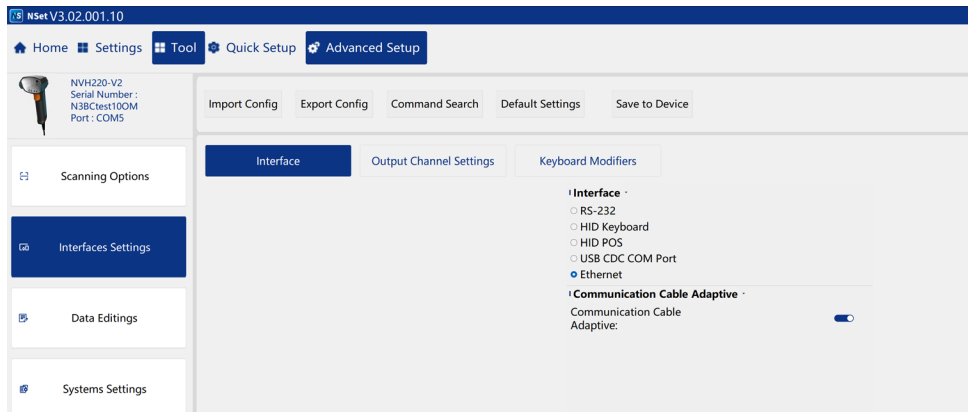 NSet V3.02.001.10
Home Settings Tool Quick Setup Advanced Setup
NVH220-V2
Serial Number :
N3BCtest10OM
Port : COM5
Import Config Export Config Command Search Default Settings Save to Device
Scanning Options
Interfaces Settings
Data Editings
Systems Settings
Interface Output Channel Settings Keyboard Modifiers
Interface
RS-232
HID Keyboard
HID POS
USB CDC COM Port
Ethernet
Communication Cable Adaptive
Communication Cable
Adaptive: